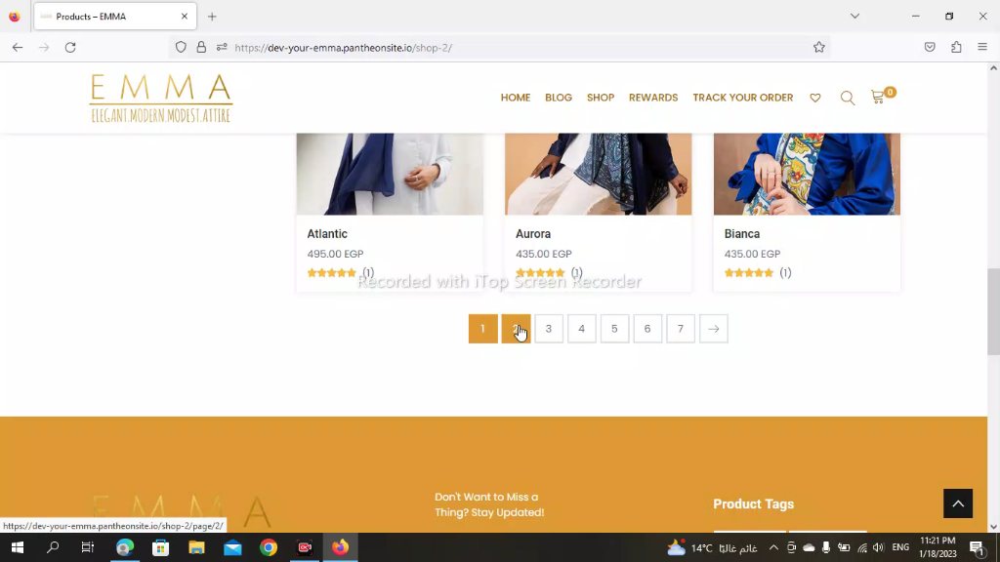 Products – EMMA
https://dev-your-emma.pantheonsite.io/shop-2/
EMMA
ELEGANT.MODERN.MODEST.ATTIRE
HOME BLOG SHOP REWARDS TRACK YOUR ORDER 0
Atlantic
495.00 EGP
(1)
Aurora
435.00 EGP
(1)
Bianca
435.00 EGP
(1)
Recorded with iTop Screen Recorder
1 2 3 4 5 6 7
EMMA
Don't Want to Miss a
Thing? Stay Updated!
Product Tags
https://dev-your-emma.pantheonsite.io/shop-2/page/2/
14°C غائم غالبًا
ENG
11:21 PM
1/18/2023
1